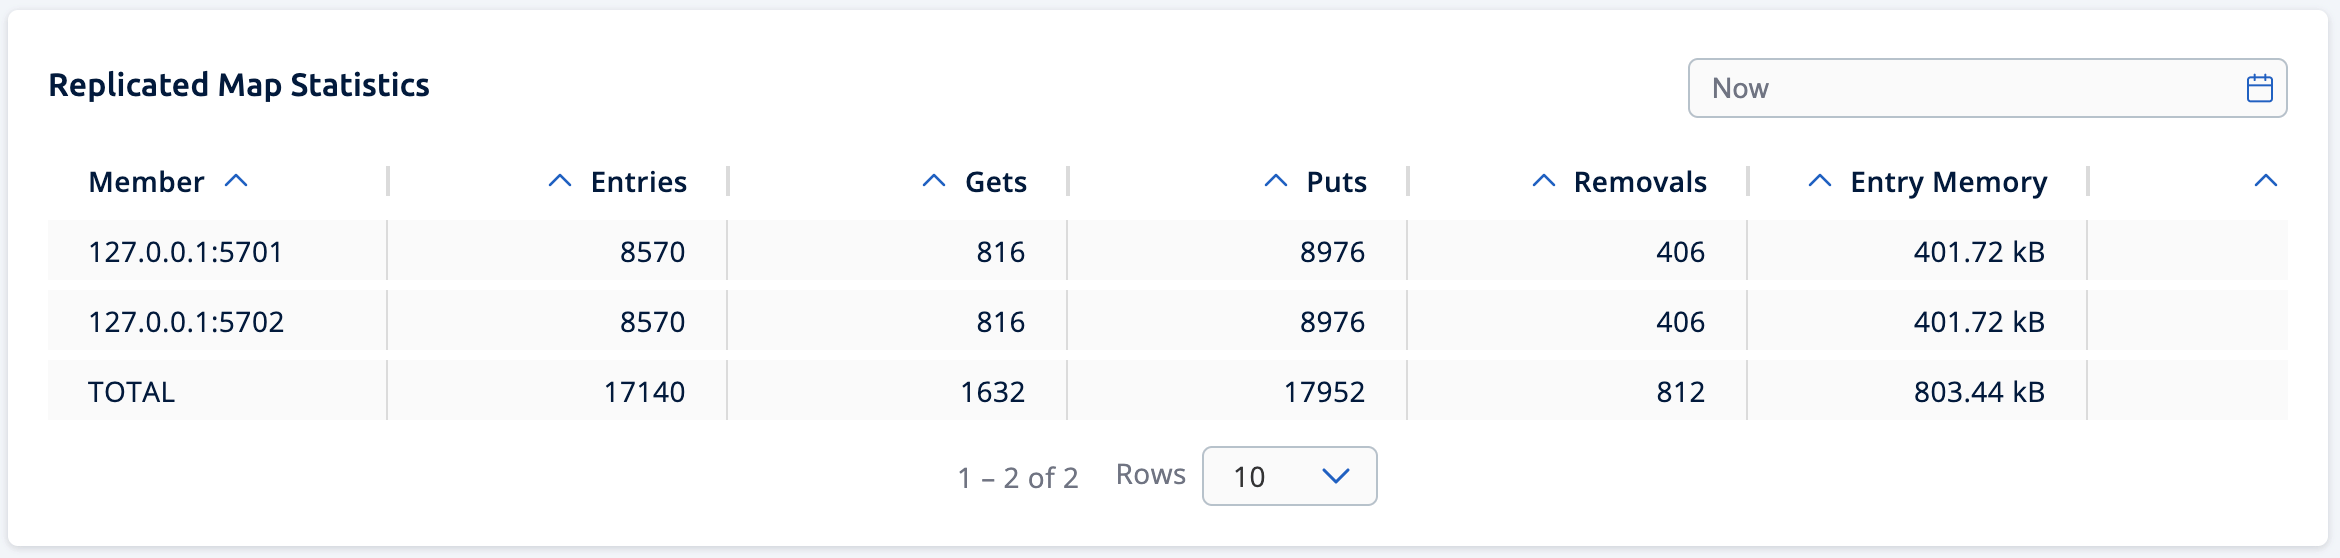 Replicated Map Statistics
Now
Member Entries Gets Puts Removals Entry Memory
127.0.0.1:5701 8570 816 8976 406 401.72 kB
127.0.0.1:5702 8570 816 8976 406 401.72 kB
TOTAL 17140 1632 17952 812 803.44 kB
1 – 2 of 2 Rows 10